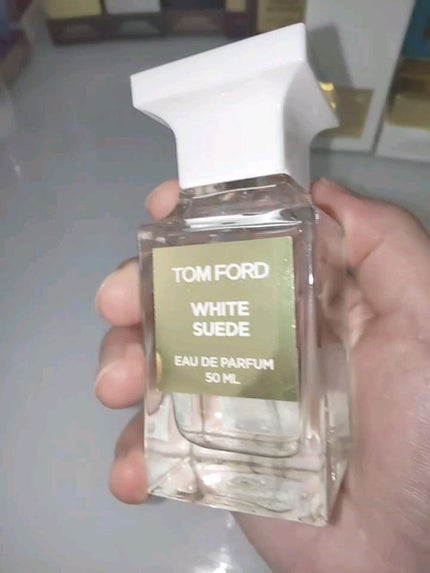 TOM FORD
WHITE
SUEDE
EAU DE PARFUM
50 ML